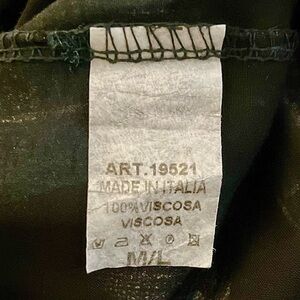 ART.19521
MADE IN ITALIA
100%VISCOSA
VISCOSA
M/L